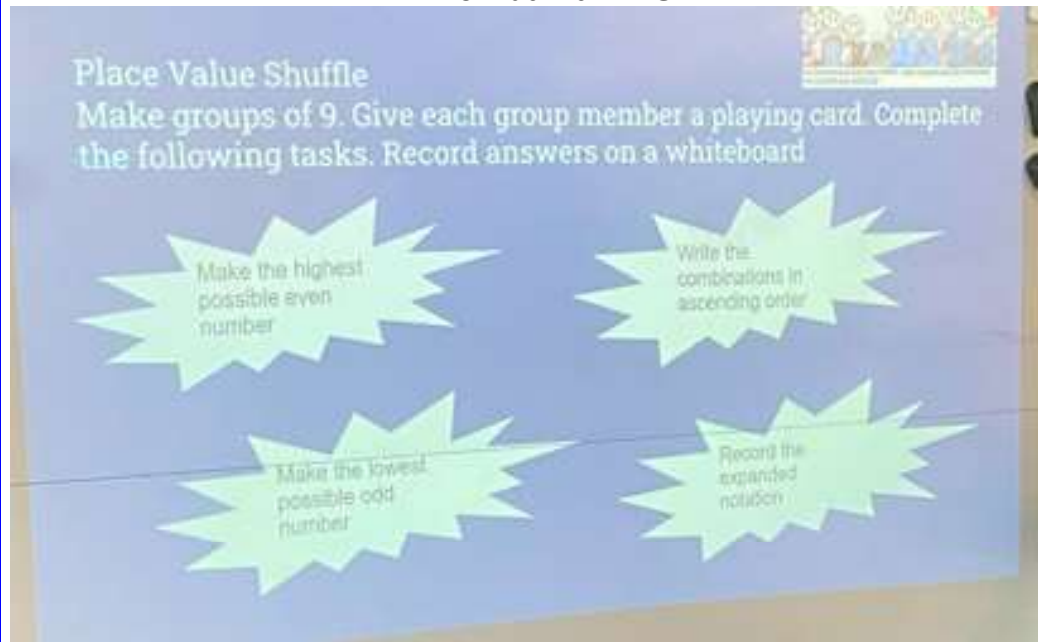 Place Value Shuffle
Make groups of 9. Give each group member a playing card. Complete
the following tasks. Record answers on a whiteboard
Make the highest
possible even
number
Write the
combinations in
ascending order
Make the lowest
possible odd
number
Record the
expanded
notation